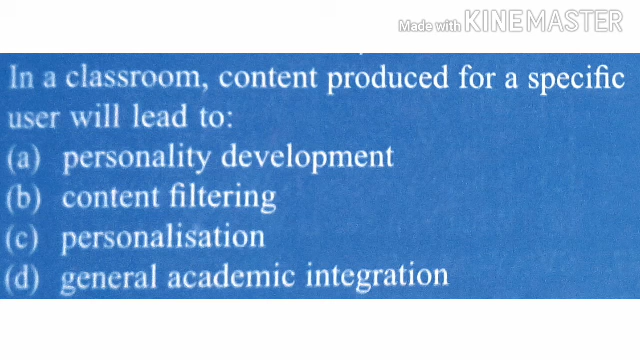 Made with KINEMASTER
In a classroom, content produced for a specific
user will lead to:
(a) personality development
(b) content filtering
(c) personalisation
(d) general academic integration